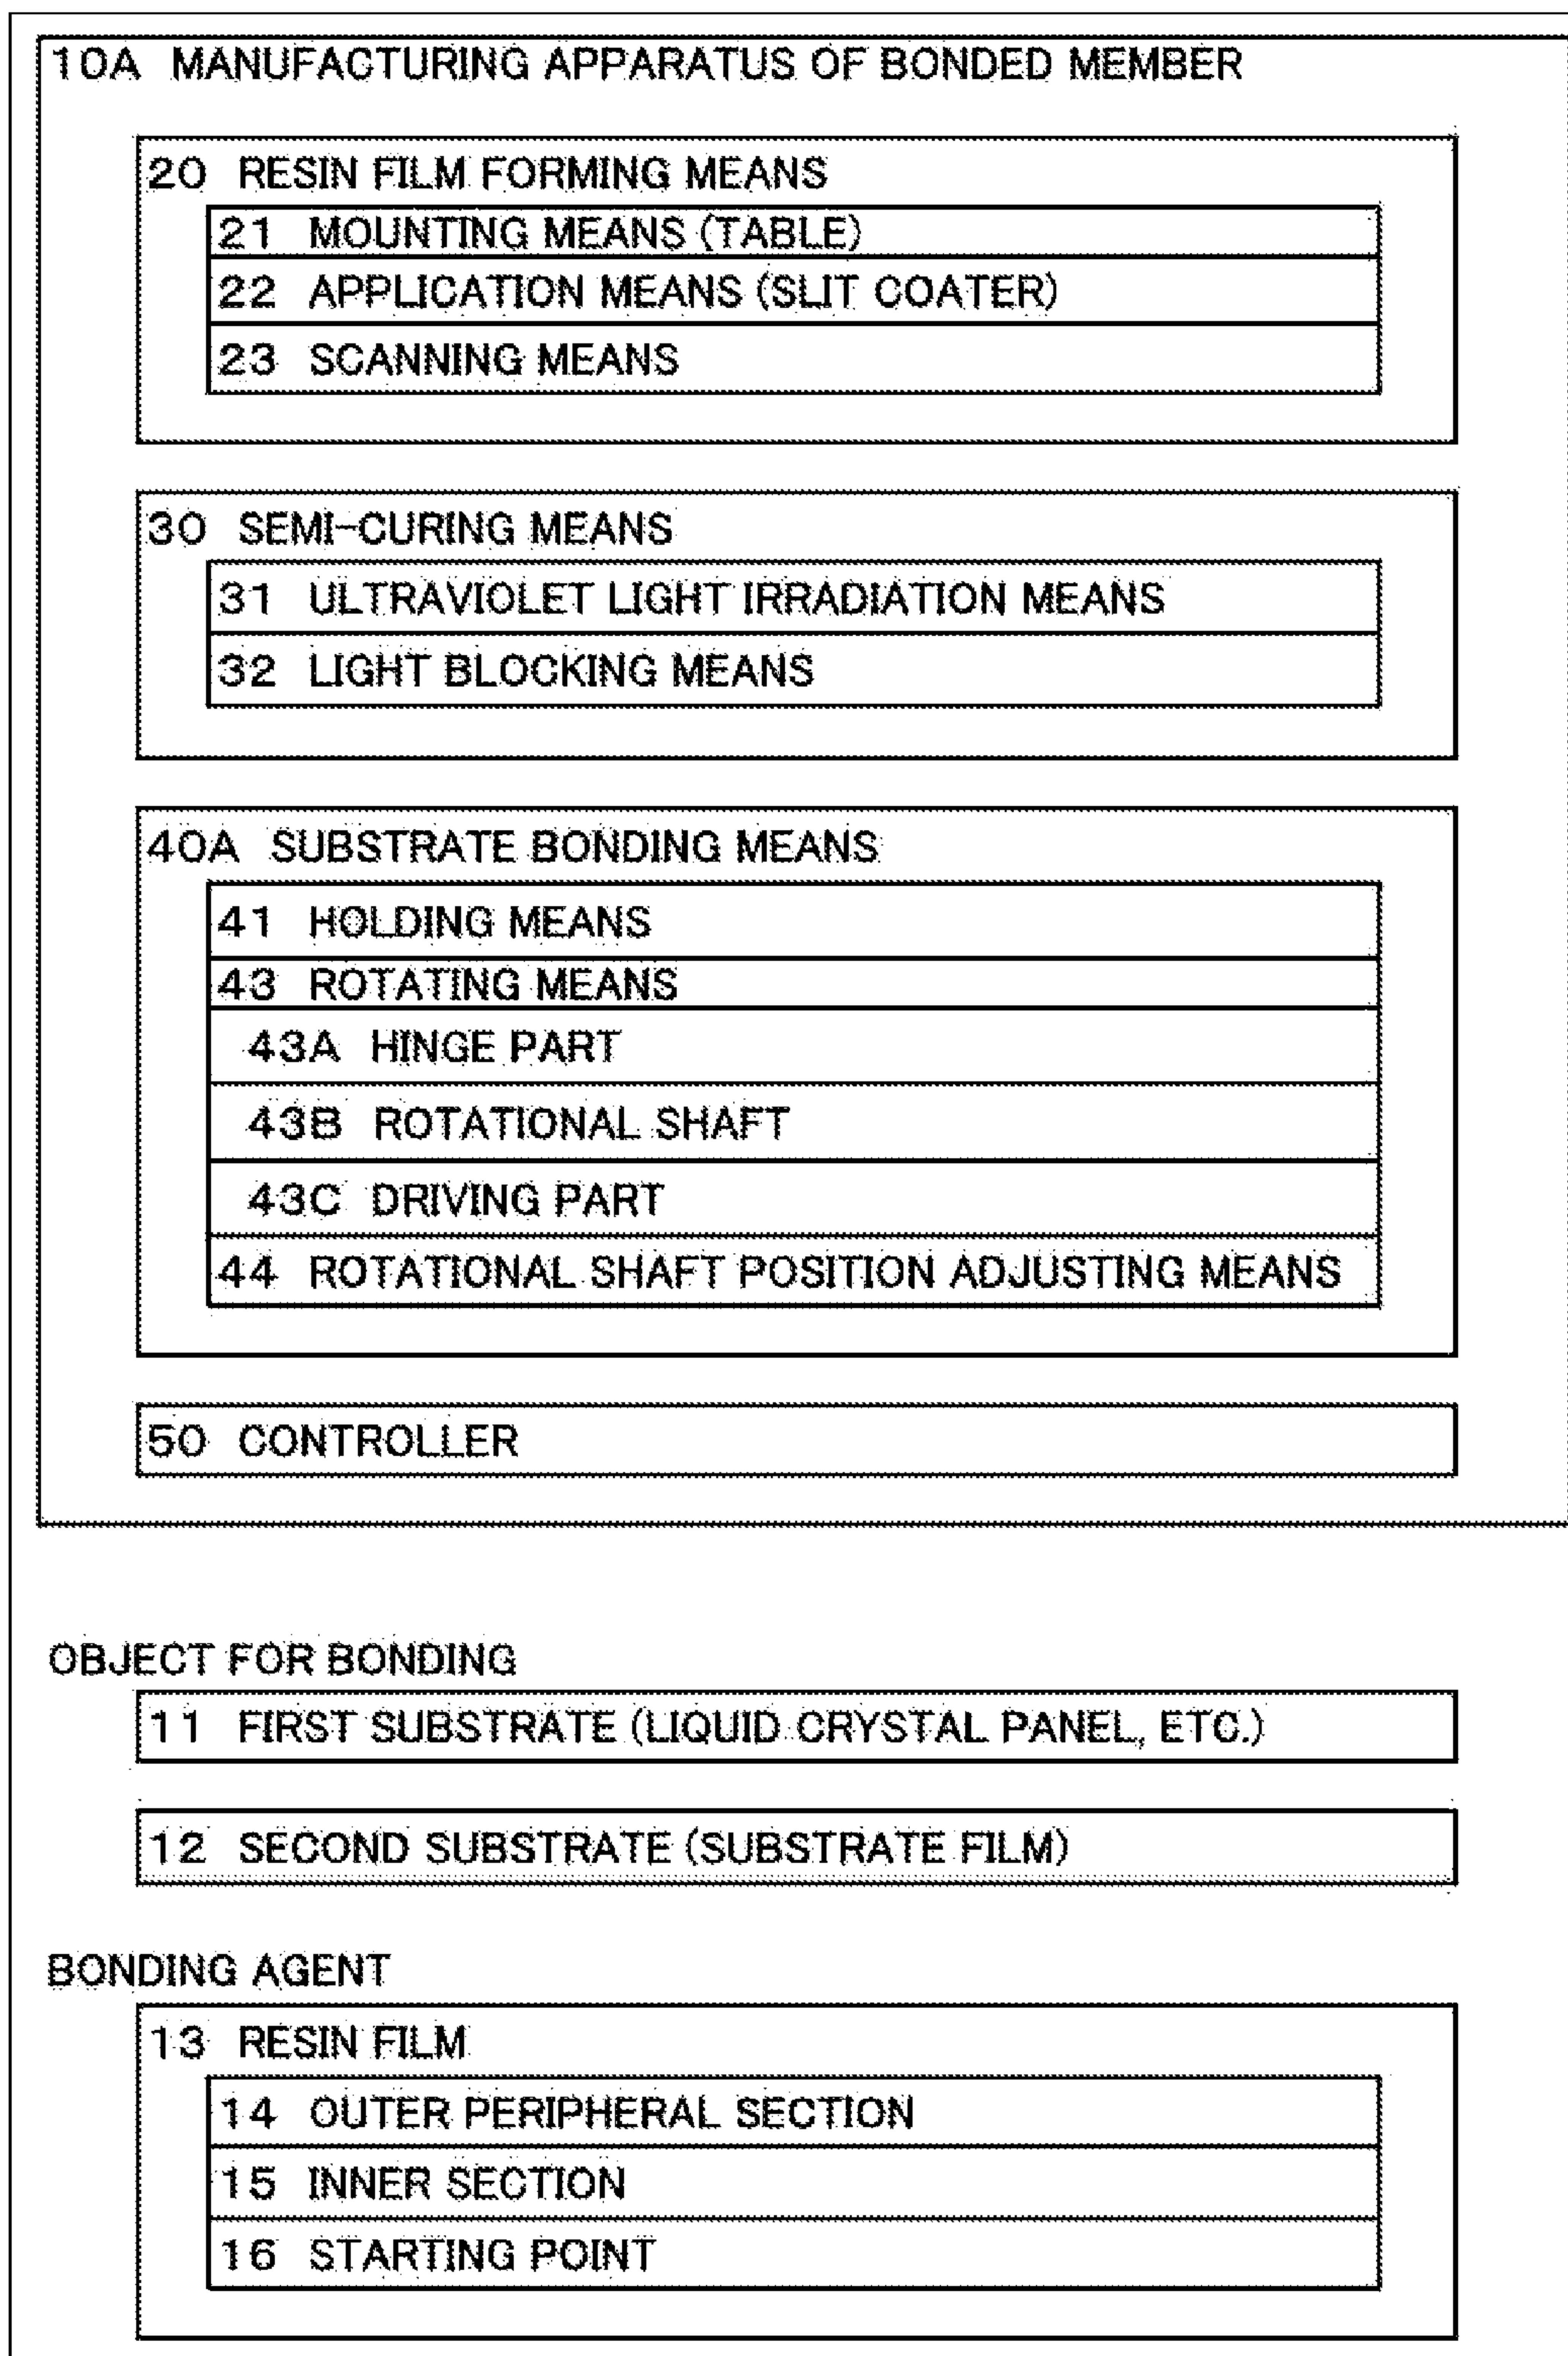 10A MANUFACTURING APPARATUS OF BONDED MEMBER
20 RESIN FILM FORMING MEANS
21 MOUNTING MEANS (TABLE)
22 APPLICATION MEANS (SLIT COATER)
23 SCANNING MEANS
30 SEMI-CURING MEANS
31 ULTRAVIOLET LIGHT IRRADIATION MEANS
32 LIGHT BLOCKING MEANS
40A SUBSTRATE BONDING MEANS
41 HOLDING MEANS
43 ROTATING MEANS
43A HINGE PART
43B ROTATIONAL SHAFT
43C DRIVING PART
44 ROTATIONAL SHAFT POSITION ADJUSTING MEANS
50 CONTROLLER
OBJECT FOR BONDING
11 FIRST SUBSTRATE (LIQUID CRYSTAL PANEL, ETC.)
12 SECOND SUBSTRATE (SUBSTRATE FILM)
BONDING AGENT
13 RESIN FILM
14 OUTER PERIPHERAL SECTION
15 INNER SECTION
16 STARTING POINT